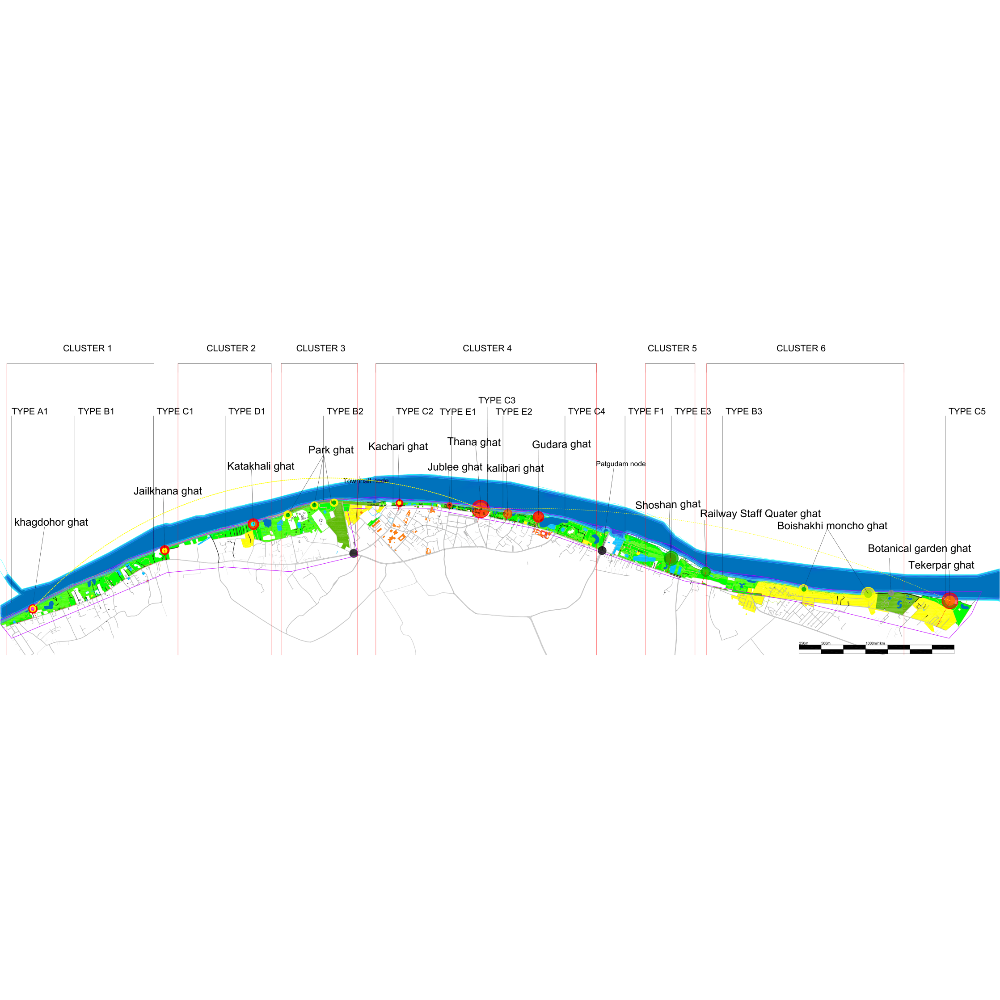 CLUSTER 1
CLUSTER 2
CLUSTER 3
CLUSTER 4
CLUSTER 5
CLUSTER 6
TYPE C3
TYPE A1
TYPE B1
TYPE C1
TYPE D1
TYPE B2
TYPE C2
TYPE E1
TYPE E2
TYPE C4
TYPE F1
TYPE E3
TYPE B3
TYPE C5
Park ghat
Kachari ghat
Thana ghat
Gudara ghat
Katakhali ghat
Jublee ghat
kalibari ghat
Patgudam node
Townhall node
Jailkhana ghat
Shoshan ghat
Railway Staff Quater ghat
khagdohor ghat
Boishakhi moncho ghat
Botanical garden ghat
Tekerpar ghat
250m
500m
1000m/1km